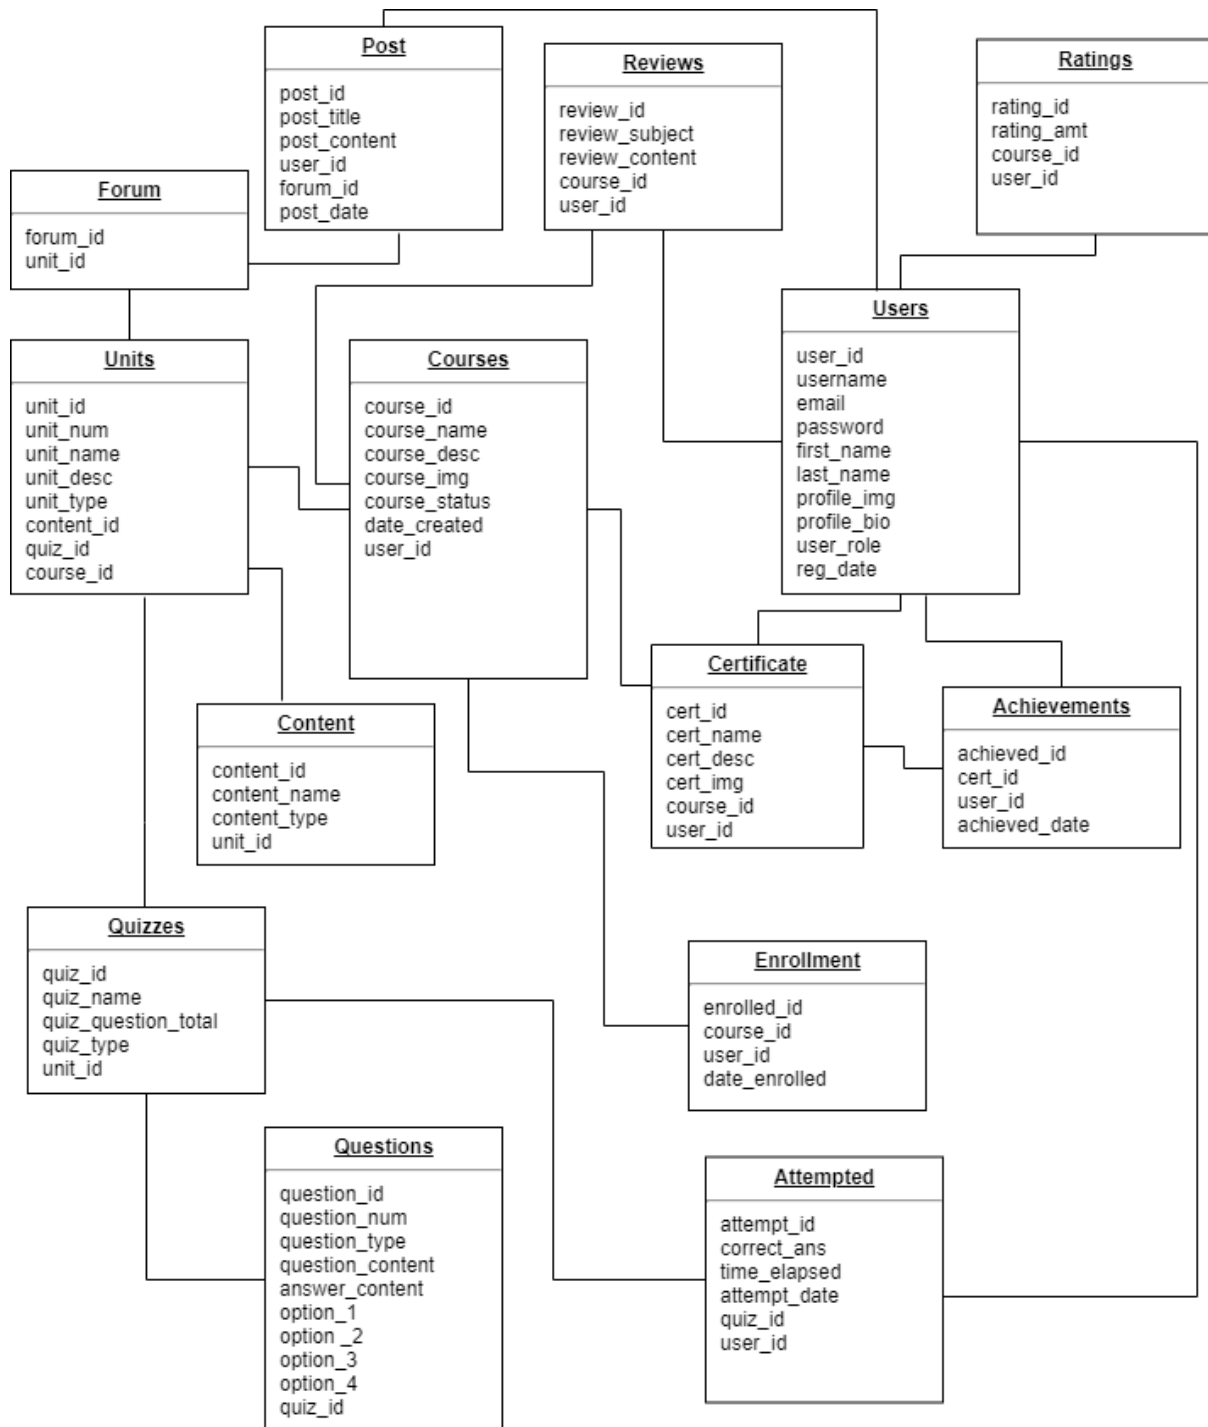 Post
post_id
post_title
post_content
user_id
forum_id
post_date
Reviews
review_id
review_subject
review_content
course_id
user_id
Ratings
rating_id
rating_amt
course_id
user_id
Forum
forum_id
unit_id
Users
user_id
username
email
password
first_name
last_name
profile_img
profile_bio
user_role
reg_date
Units
unit_id
unit_num
unit_name
unit_desc
unit_type
content_id
quiz_id
course_id
Courses
course_id
course_name
course_desc
course_img
course_status
date_created
user_id
Certificate
cert_id
cert_name
cert_desc
cert_img
course_id
user_id
Achievements
achieved_id
cert_id
user_id
achieved_date
Content
content_id
content_name
content_type
unit_id
Quizzes
quiz_id
quiz_name
quiz_question_total
quiz_type
unit_id
Enrollment
enrolled_id
course_id
user_id
date_enrolled
Questions
question_id
question_num
question_type
question_content
answer_content
option_1
option _2
option_3
option_4
quiz_id
Attempted
attempt_id
correct_ans
time_elapsed
attempt_date
quiz_id
user_id